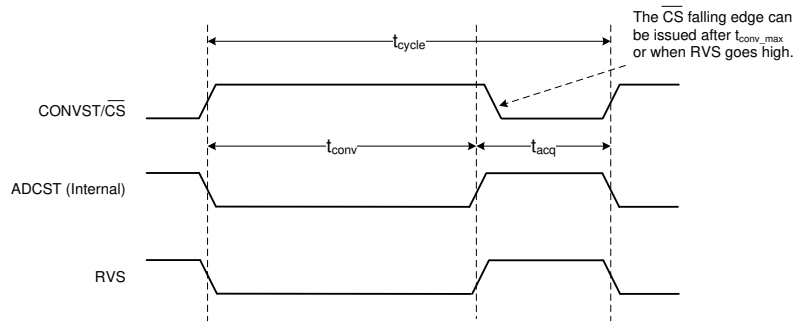 The CS falling edge can
be issued after tconv_max
or when RVS goes high.
tcycle
CONVST/CS
tconv
tacq
ADCST (Internal)
RVS